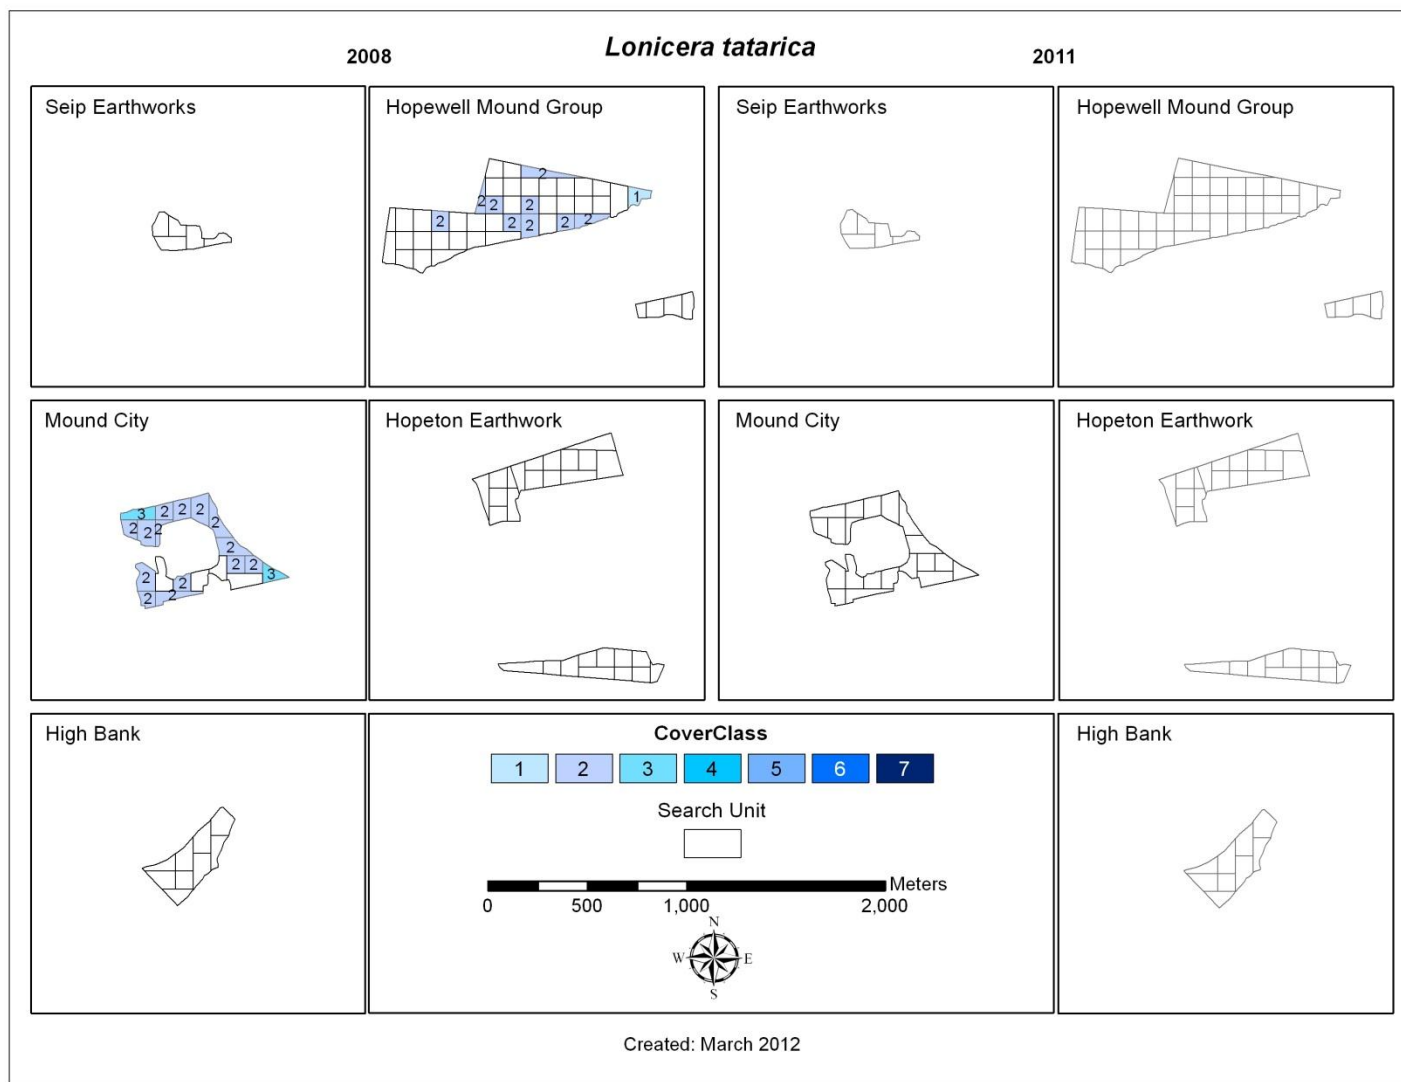 Lonicera tatarica
2008
2011
Seip Earthworks
Hopewell Mound Group
Seip Earthworks
Hopewell Mound Group
2
1
2
2
2
2
2
2
2
2
Mound City
Hopeton Earthwork
Mound City
Hopeton Earthwork
3
2
2
2
2
2
2
2
2
2
2
3
2
2
2
2
High Bank
CoverClass
High Bank
1 2 3 4 5 6 7
Search Unit
Meters
0 500 1,000 2,000
N
W E
S
Created: March 2012